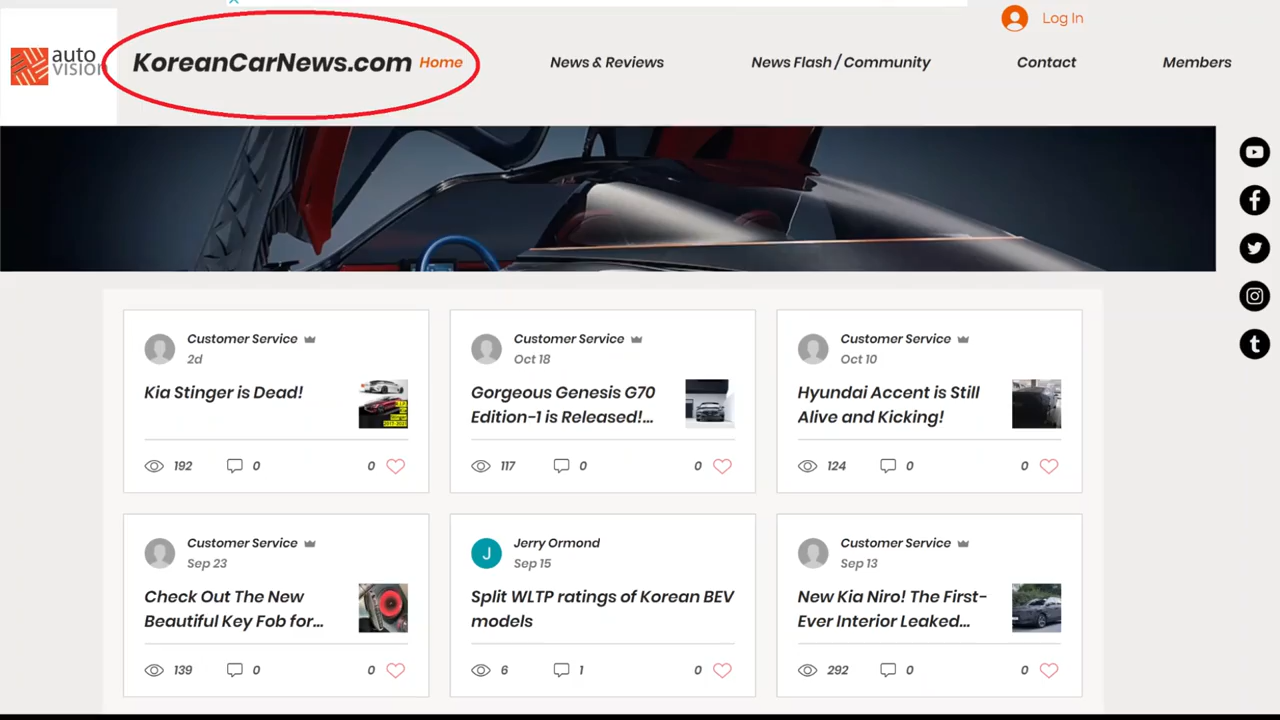 Log In
auto
vision
KoreanCarNews.com
Home
News & Reviews
News Flash / Community
Contact
Members
Customer Service
2d
Kia Stinger is Dead!
192
0
0
Customer Service
Oct 18
Gorgeous Genesis G70
Edition-1 is Released!...
117
0
0
Customer Service
Oct 10
Hyundai Accent is Still
Alive and Kicking!
124
0
0
Customer Service
Sep 23
Check Out The New
Beautiful Key Fob for...
139
0
0
J
Jerry Ormond
Sep 15
Split WLTP ratings of Korean BEV
models
6
1
0
Customer Service
Sep 13
New Kia Niro! The First-
Ever Interior Leaked...
292
0
0